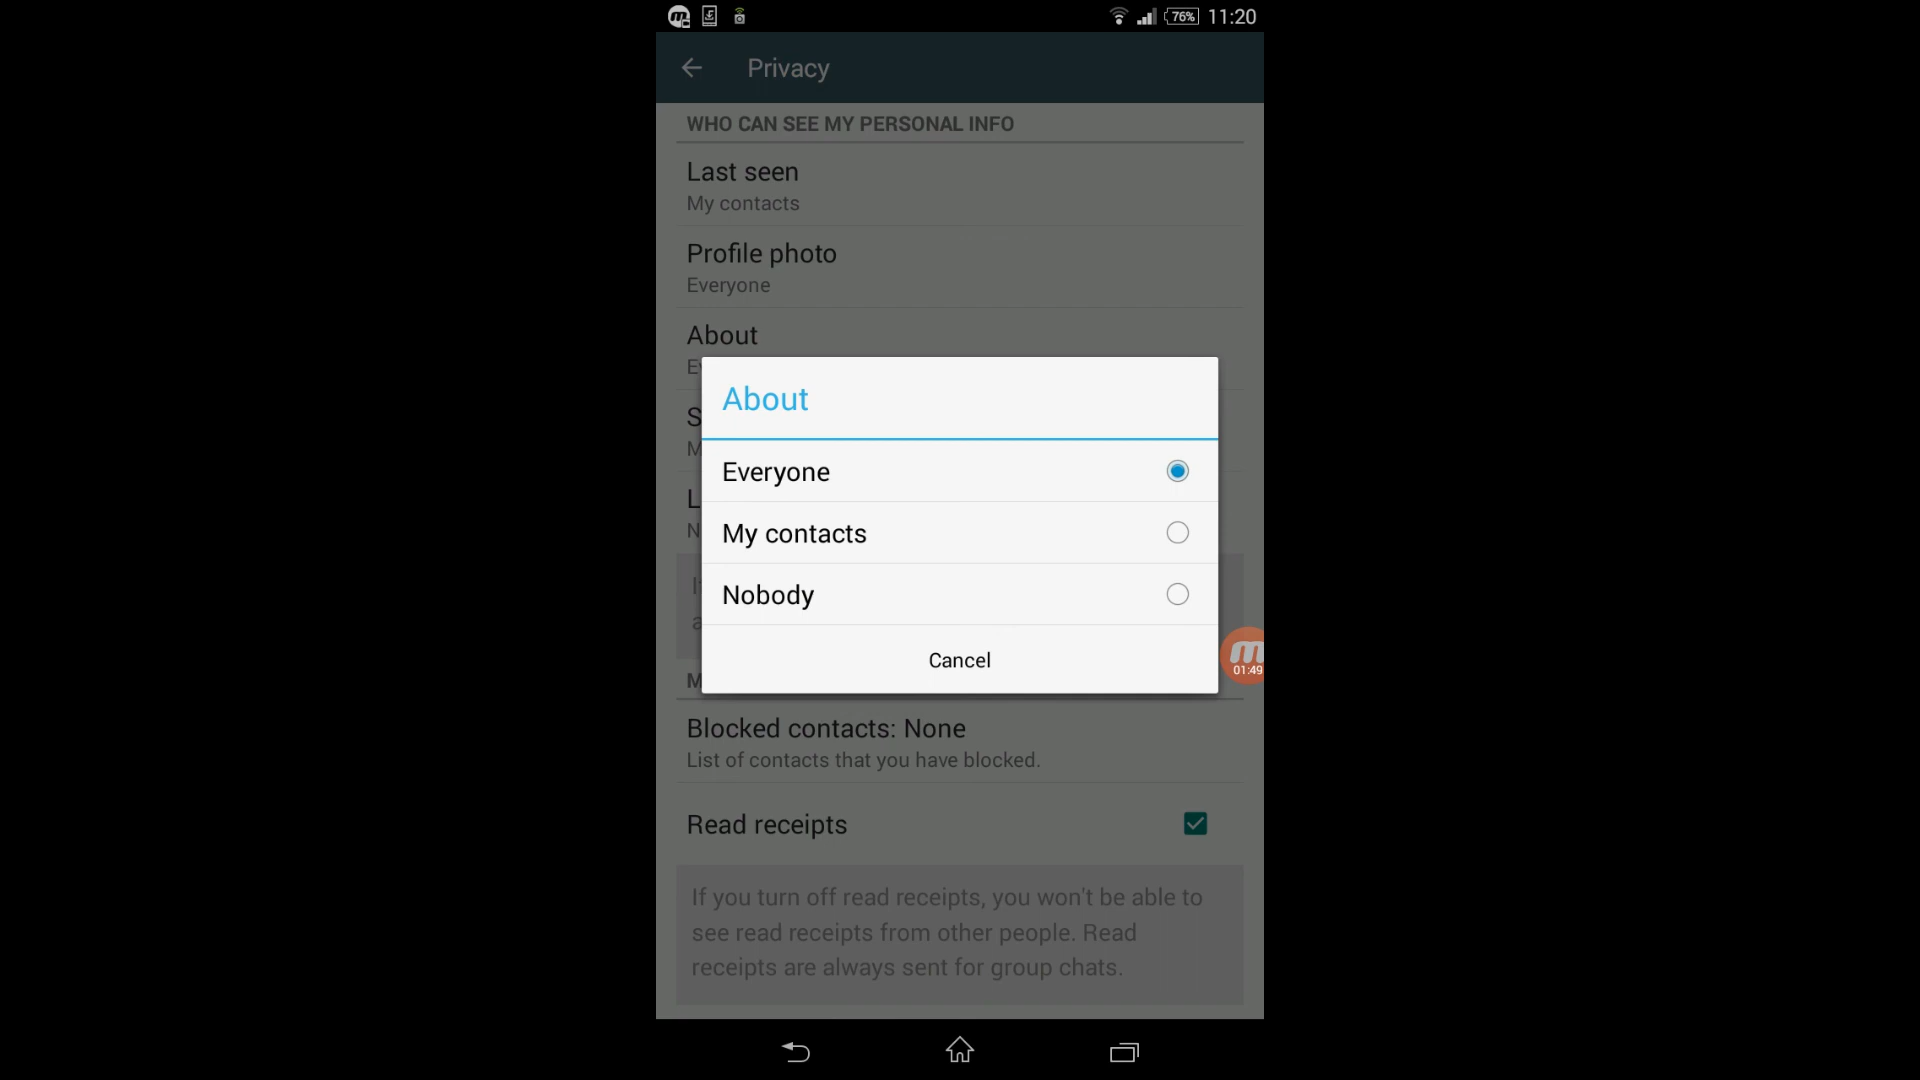 76% 11:20
Privacy
WHO CAN SEE MY PERSONAL INFO
Last seen
My contacts
Profile photo
Everyone
About
About
Everyone
My contacts
Nobody
Cancel
01:49
Blocked contacts: None
List of contacts that you have blocked.
Read receipts
If you turn off read receipts, you won't be able to
see read receipts from other people. Read
receipts are always sent for group chats.